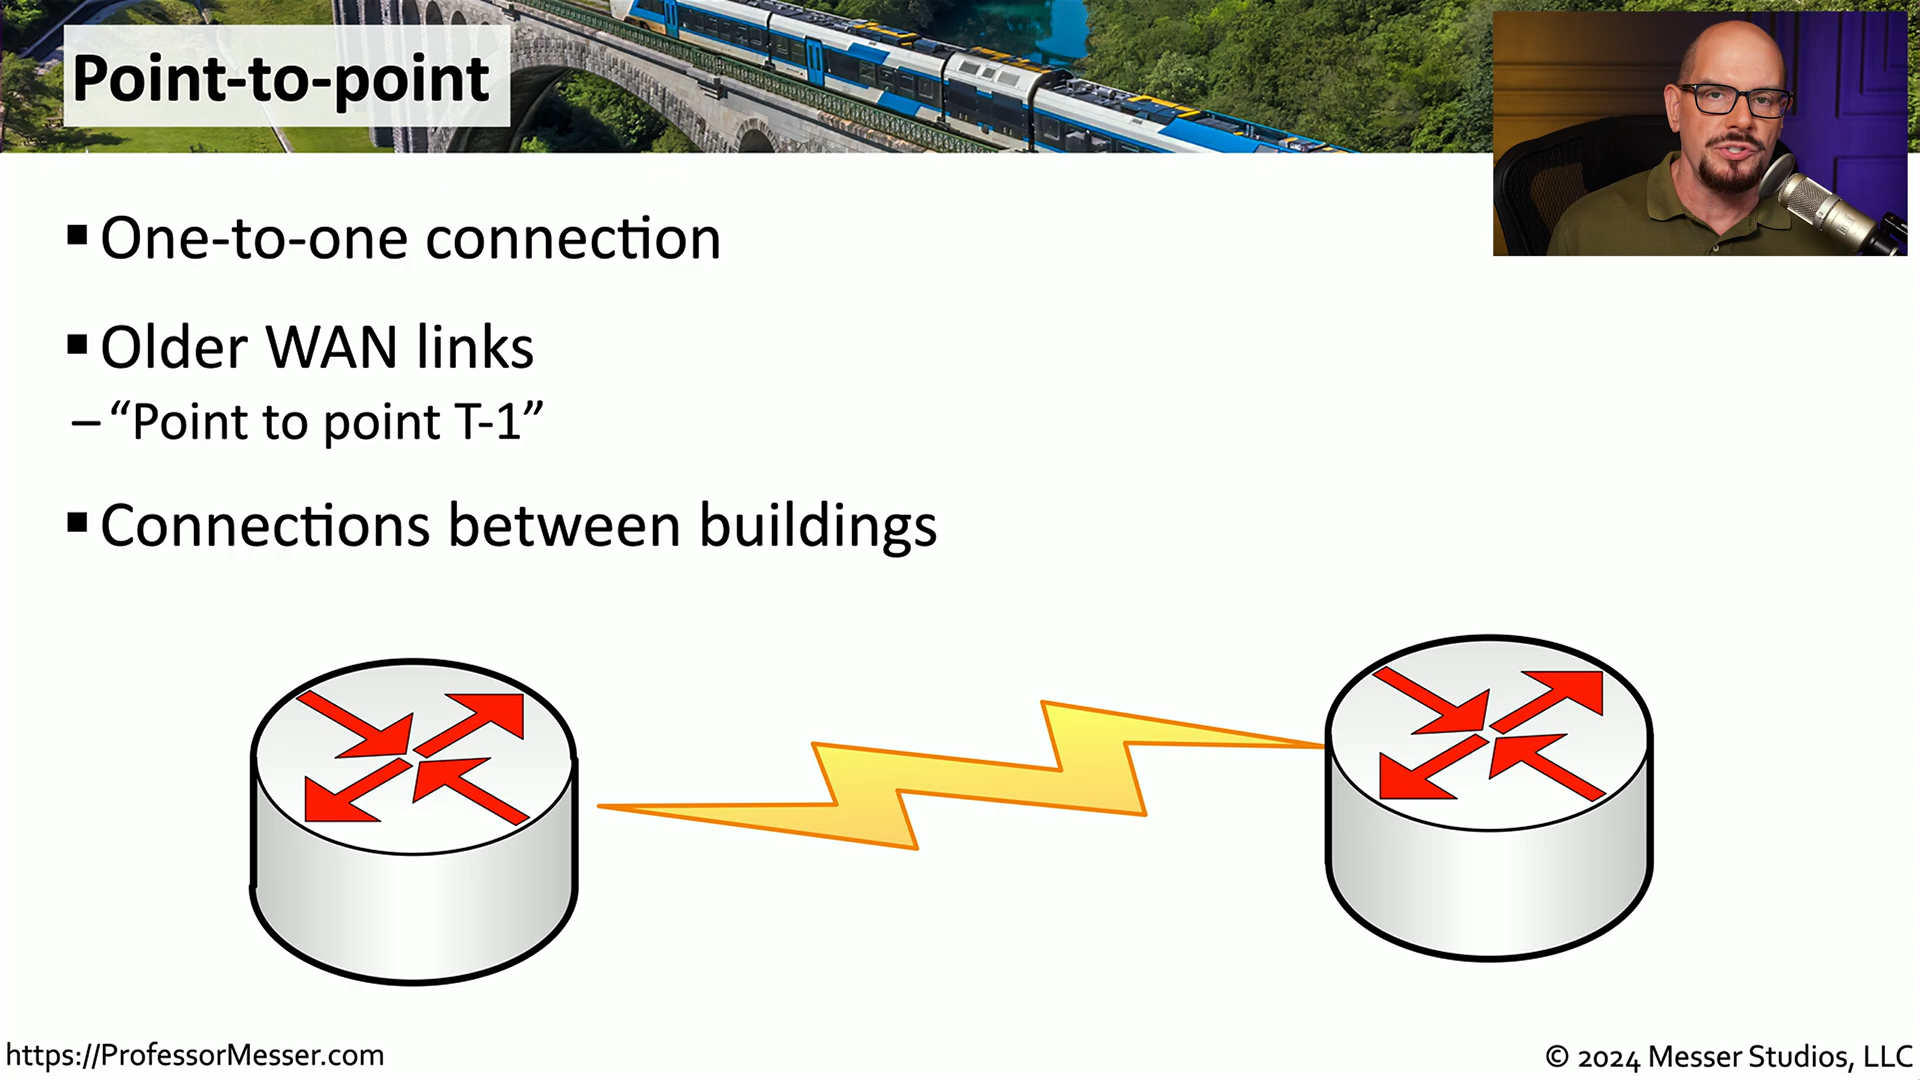 Point-to-point
▪ One-to-one connection
▪ Older WAN links
– “Point to point T-1”
▪ Connections between buildings
https://ProfessorMesser.com
© 2024 Messer Studios, LLC